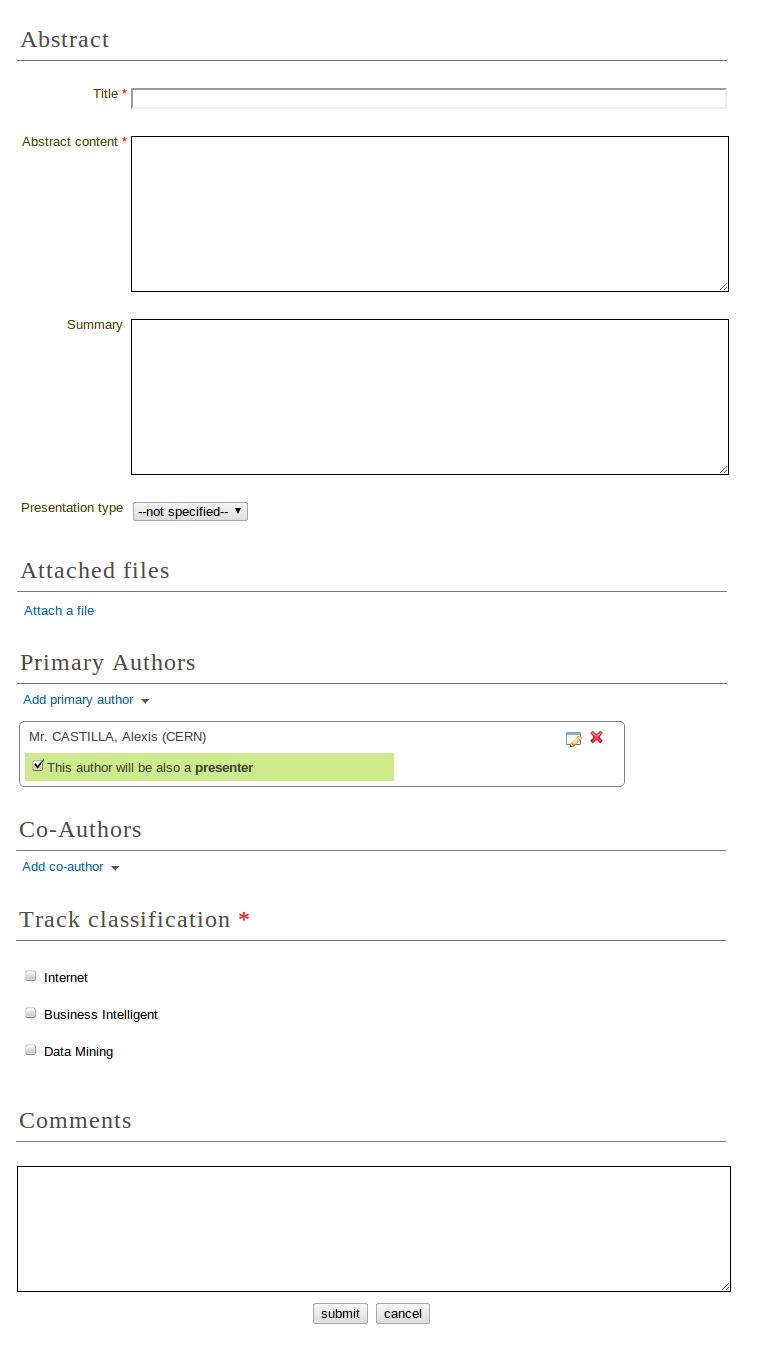 Abstract
Title *
Abstract content *
Summary
Presentation type --not specified--
Attached files
Attach a file
Primary Authors
Add primary author
Mr. CASTILLA, Alexis (CERN)
This author will be also a presenter
Co-Authors
Add co-author
Track classification *
Internet
Business Intelligent
Data Mining
Comments
submit cancel